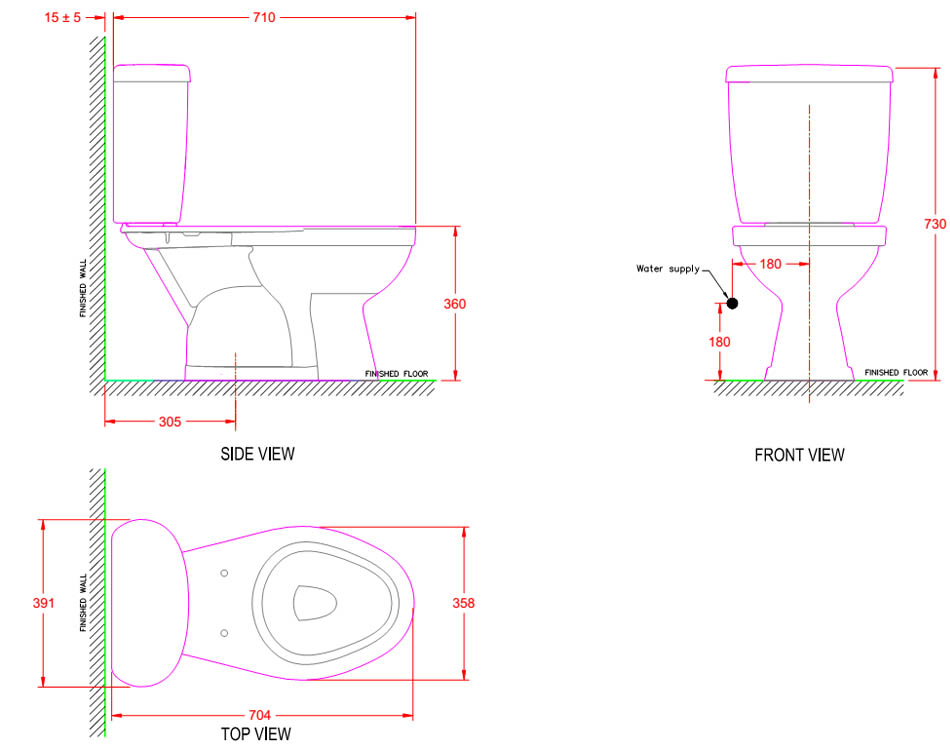 15 ± 5
710
FINISHED WALL
360
FINISHED FLOOR
305
SIDE VIEW
730
Water supply
180
180
FINISHED FLOOR
FRONT VIEW
391
FINISHED WALL
358
704
TOP VIEW